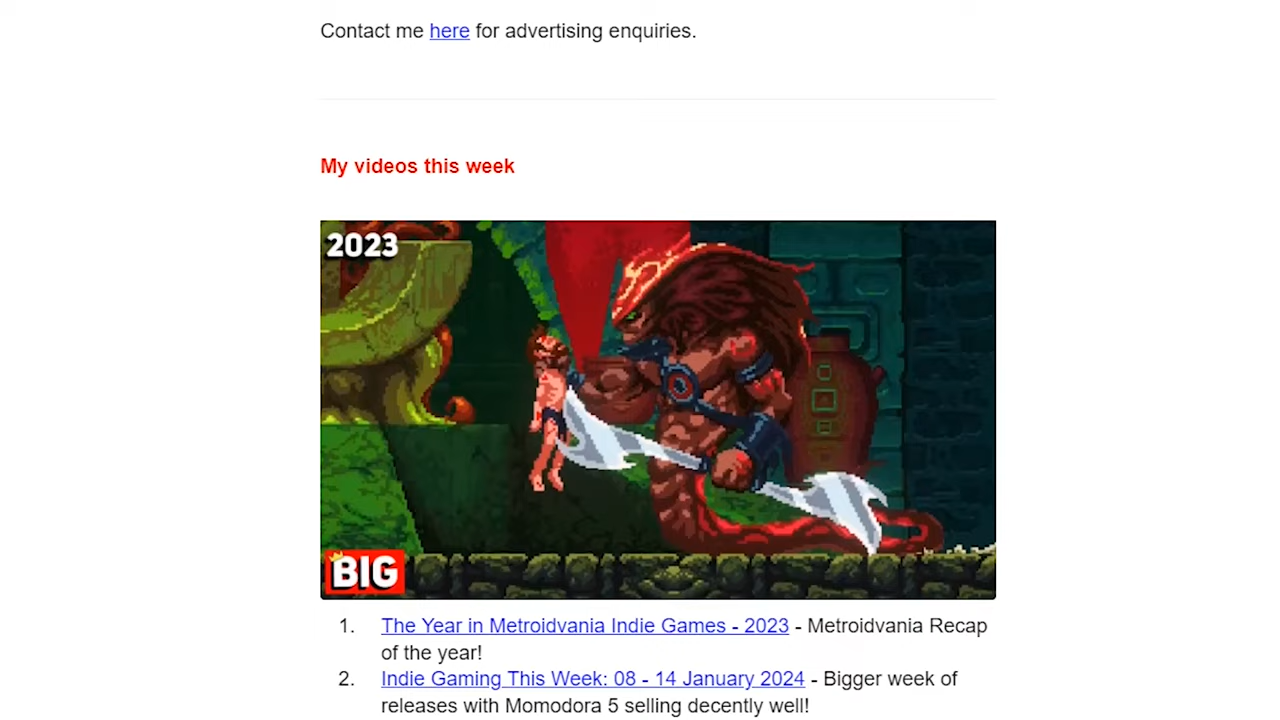 Contact me here for advertising enquiries.
My videos this week
2023
BIG
1. The Year in Metroidvania Indie Games - 2023 - Metroidvania Recap
of the year!
2. Indie Gaming This Week: 08 - 14 January 2024 - Bigger week of
releases with Momodora 5 selling decently well!